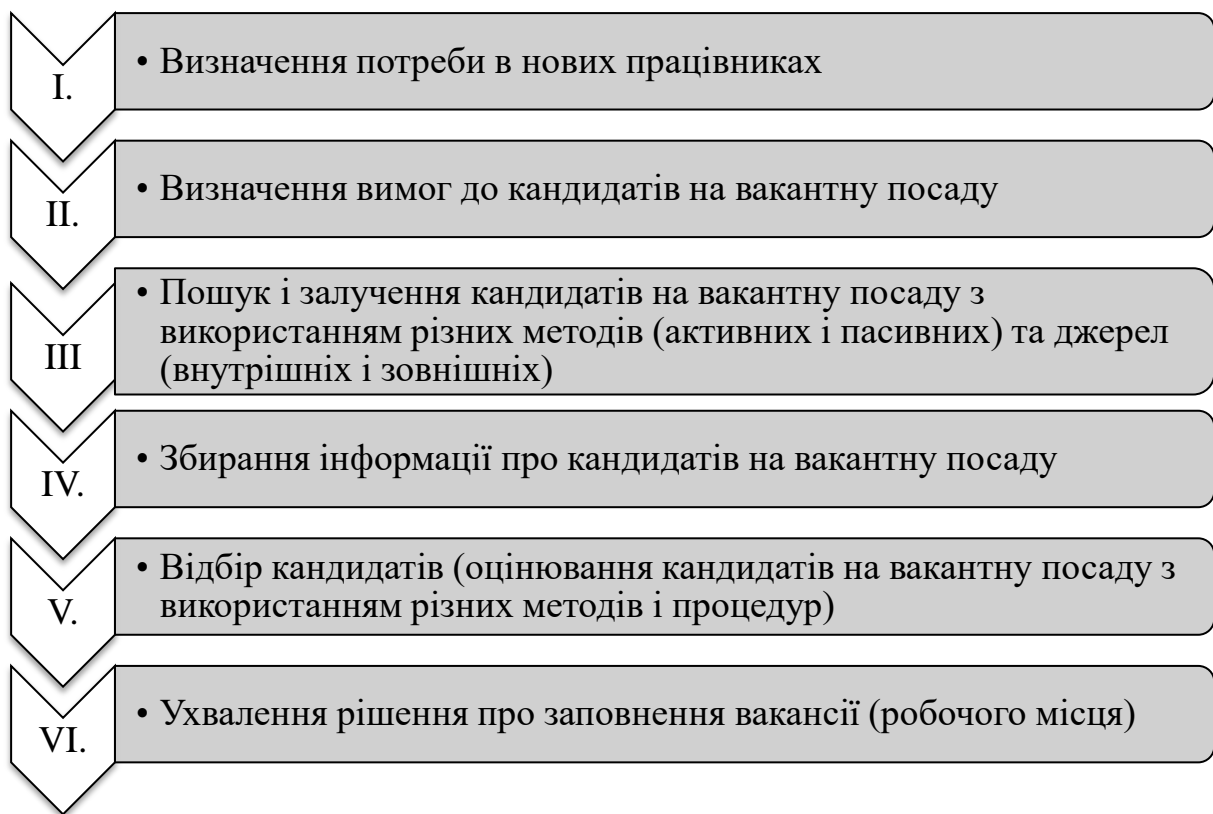 I.
• Визначення потреби в нових працівниках
II.
• Визначення вимог до кандидатів на вакантну посаду
III
• Пошук і залучення кандидатів на вакантну посаду з
використанням різних методів (активних і пасивних) та джерел
(внутрішніх і зовнішніх)
IV.
• Збирання інформації про кандидатів на вакантну посаду
V.
• Відбір кандидатів (оцінювання кандидатів на вакантну посаду з
використанням різних методів і процедур)
VI.
• Ухвалення рішення про заповнення вакансії (робочого місця)